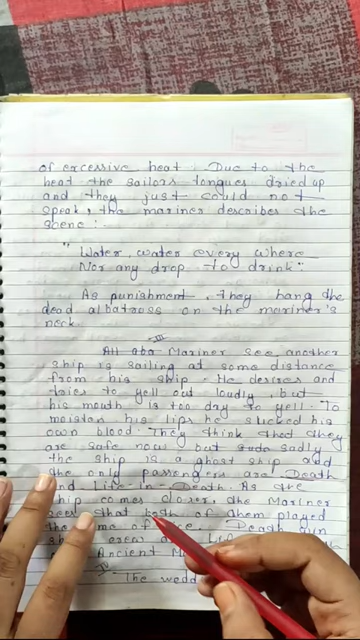 of excessive heat. Due to the
heat the sailors tongues dried up
and they just could not
speak, the mariner describes the
scene :-
"Water, water every where
Nor any drop to drink"
As punishment, they hang the
dead albatross on the mariner's
neck.
III
Mariner see another
ship is sailing at some distance
from his ship. He desires and
tries to yell out loudly, but
his mouth is too dry to yell. To
moisten his lips he sucked his
own blood. They think that they
are safe now but sadly
the ship is a ghost ship and
the only passengers are Death
and Life-In-Death. As the
ship comes closer, the Mariner
sees that both of them played
the game of Death
Ancient
IV
The